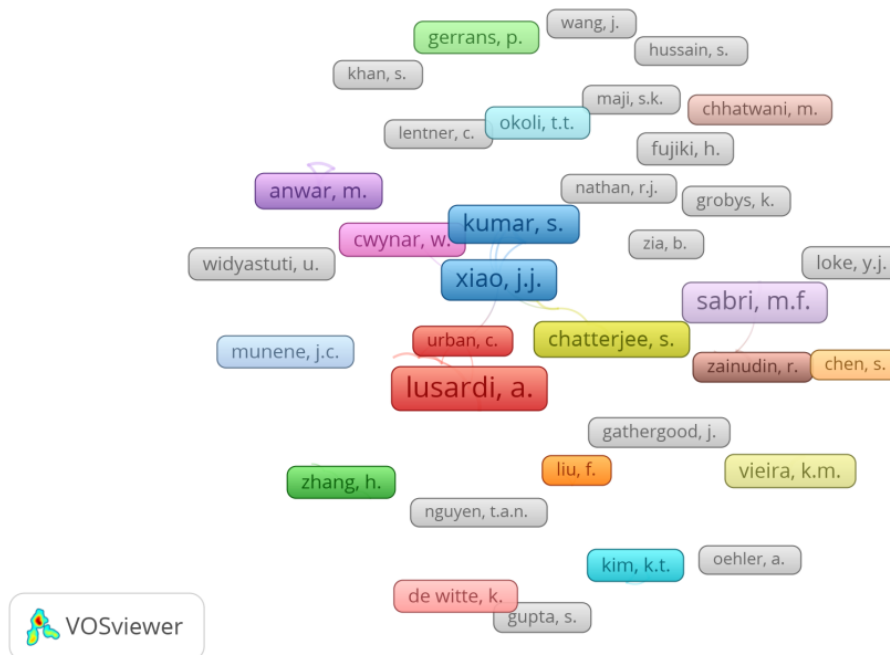 wang, j.
gerrans, p.
hussain, s.
khan, s.
maji, s.k.
chhatwani, m.
okoli, t.t.
lentner, c.
fujiki, h.
anwar, m.
nathan, r.j.
grobys, k.
kumar, s.
cwynar, w.
zia, b.
widyastuti, u.
loke, y.j.
xiao, j.j.
sabri, m.f.
urban, c.
chatterjee, s.
munene, j.c.
zainudin, r.
chen, s.
lusardi, a.
gathergood, j.
liu, f.
vieira, k.m.
zhang, h.
nguyen, t.a.n.
kim, k.t.
oehler, a.
de witte, k.
gupta, s.
VOSviewer